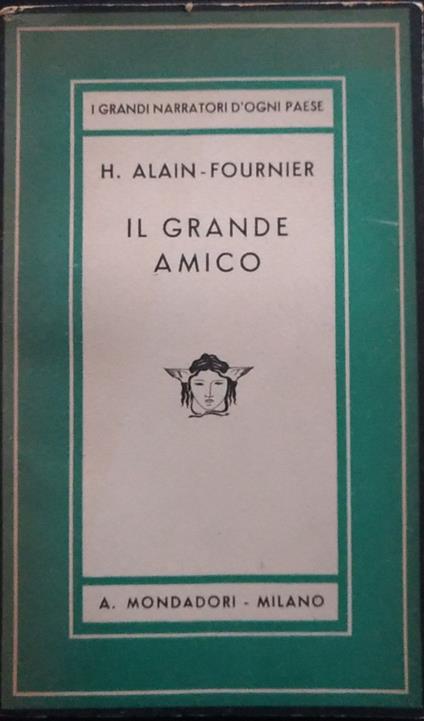 I GRANDI NARRATORI D'OGNI PAESE
H. ALAIN-FOURNIER
IL GRANDE
AMICO
A. MONDADORI - MILANO